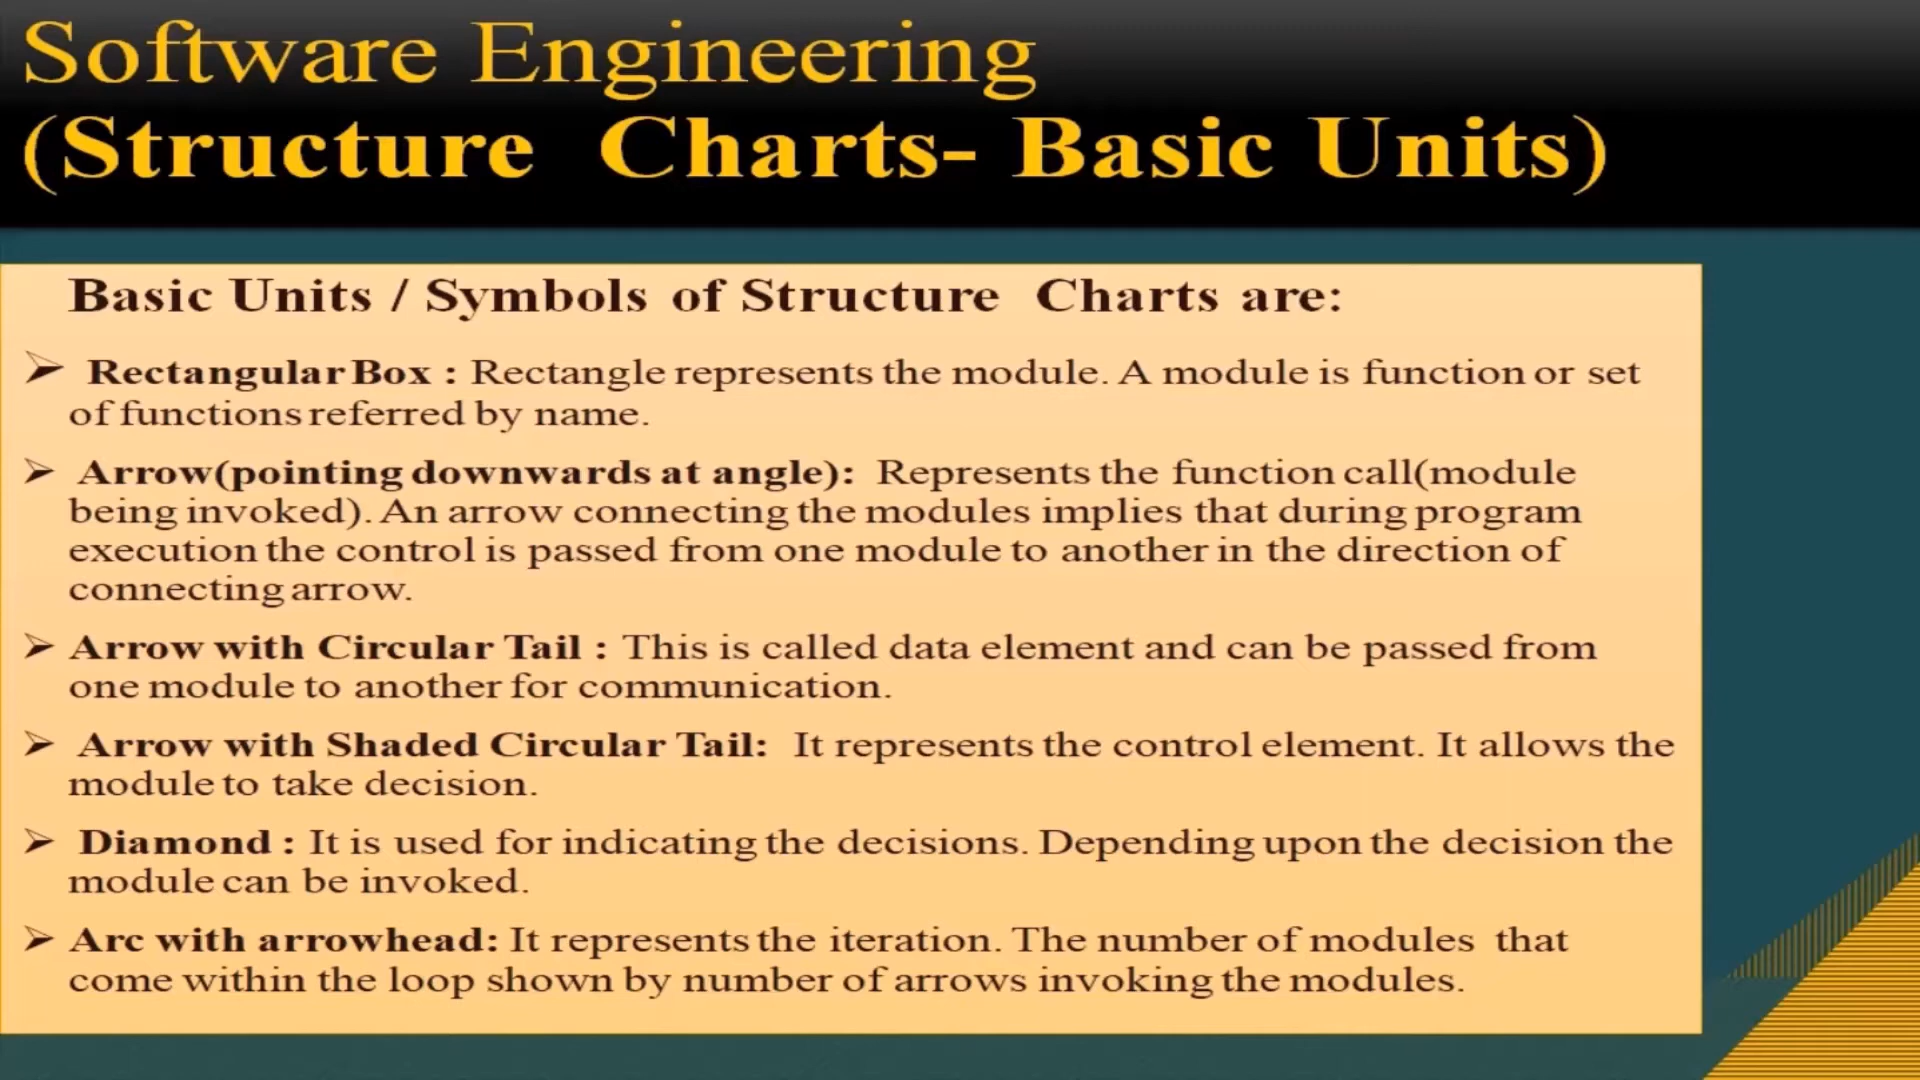 Software Engineering
(Structure Charts- Basic Units)
Basic Units / Symbols of Structure Charts are:
➢ Rectangular Box : Rectangle represents the module. A module is function or set
of functions referred by name.
➢ Arrow(pointing downwards at angle): Represents the function call(module
being invoked). An arrow connecting the modules implies that during program
execution the control is passed from one module to another in the direction of
connecting arrow.
➢ Arrow with Circular Tail : This is called data element and can be passed from
one module to another for communication.
➢ Arrow with Shaded Circular Tail: It represents the control element. It allows the
module to take decision.
➢ Diamond : It is used for indicating the decisions. Depending upon the decision the
module can be invoked.
➢ Arc with arrowhead: It represents the iteration. The number of modules that
come within the loop shown by number of arrows invoking the modules.